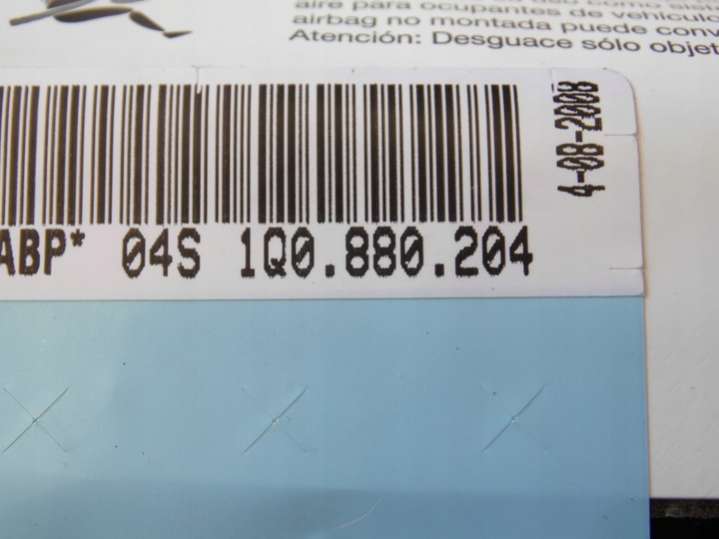 aire para ocupantes de vehículo
airbag no montada puede conv
Atención: Desguace sólo objet
4-08-2008
ABP* 04S 1Q0.880.204